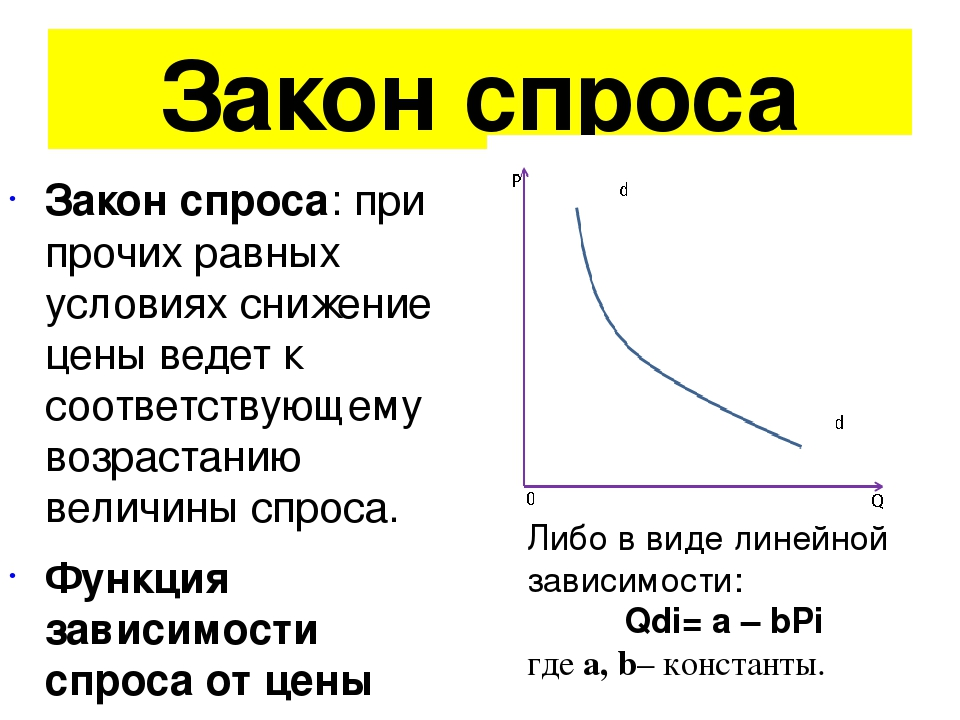 Закон спроса
Закон спроса: при
прочих равных
условиях снижение
цены ведет к
соответствующему
возрастанию
величины спроса.
Функция
зависимости
спроса от цены
P
d
d
0
Q
Либо в виде линейной
зависимости:
Qdi= a – bPi
где a, b– константы.